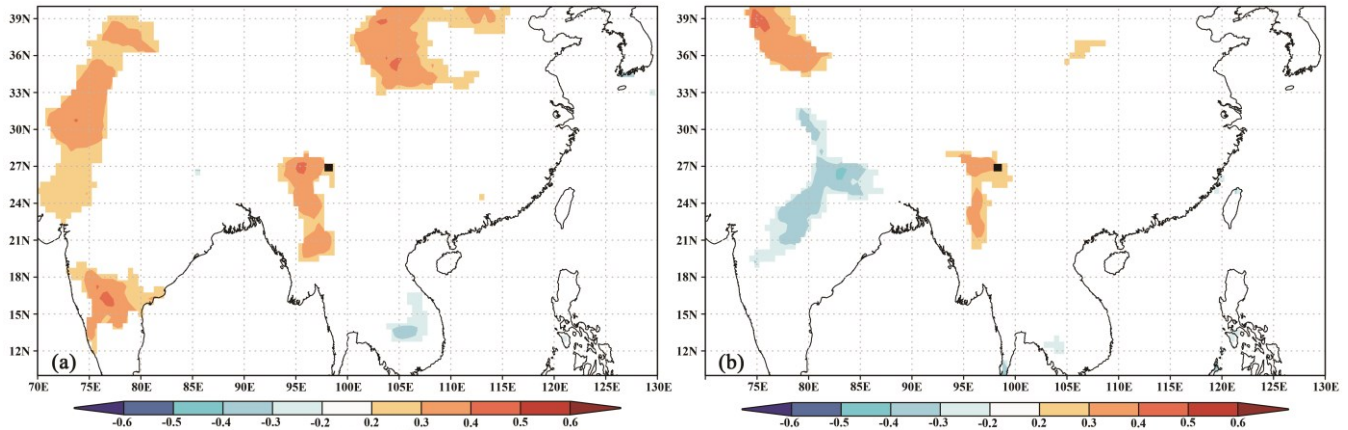 39N
36N
33N
30N
27N
24N
21N
18N
15N
12N
(a)
70E 75E 80E 85E 90E 95E 100E 105E 110E 115E 120E 125E 130E
-0.6 -0.5 -0.4 -0.3 -0.2 0.2 0.3 0.4 0.5 0.6
39N
36N
33N
30N
27N
24N
21N
18N
15N
12N
(b)
75E 80E 85E 90E 95E 100E 105E 110E 115E 120E 125E 130E
-0.6 -0.5 -0.4 -0.3 -0.2 0.2 0.3 0.4 0.5 0.6